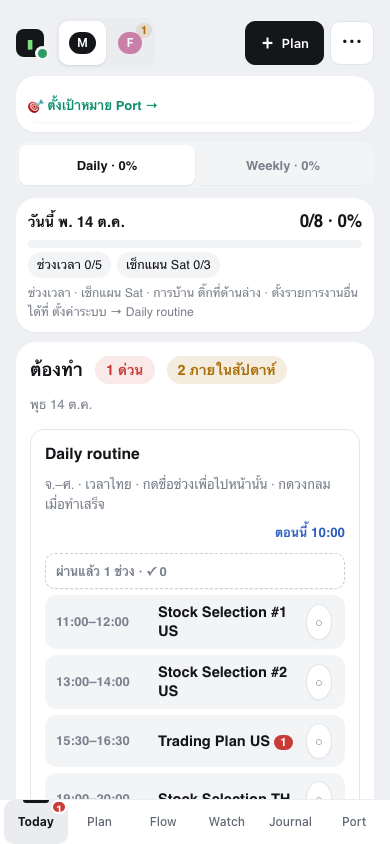 M
F
1
+ Plan
...
🎯 ตั้งเป้าหมาย Port →
Daily · 0%
Weekly · 0%
วันนี้ พ. 14 ต.ค.
0/8 · 0%
ช่วงเวลา 0/5
เช็กแผน Sat 0/3
ช่วงเวลา · เช็กแผน Sat · การบ้าน ติ๊กที่ด้านล่าง · ตั้งรายการงานอื่น
ได้ที่ ตั้งค่าระบบ → Daily routine
ต้องทำ
1 ด่วน
2 ภายในสัปดาห์
พุธ 14 ต.ค.
Daily routine
จ.–ศ. · เวลาไทย · กดชื่อช่วงเพื่อไปหน้านั้น · กดวงกลม
เมื่อทำเสร็จ
ตอนนี้ 10:00
ผ่านแล้ว 1 ช่วง · ✓ 0
11:00–12:00
Stock Selection #1
US
○
13:00–14:00
Stock Selection #2
US
○
15:30–16:30
Trading Plan US 1
○
19:00–20:00
Stock Selection TH
Today
1
Plan
Flow
Watch
Journal
Port